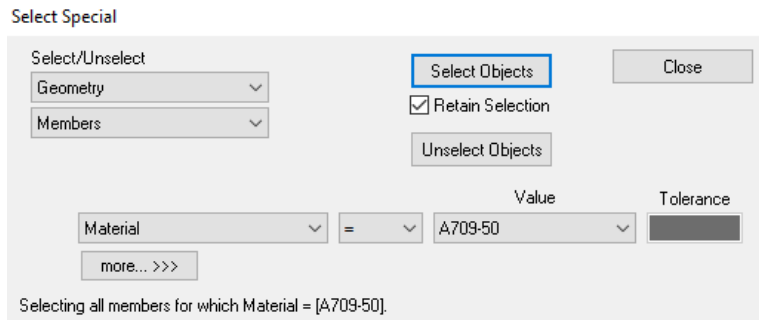 Select Special
Select/Unselect
Geometry
Members
Select Objects
Retain Selection
Unselect Objects
Close
Value
Tolerance
Material
=
A709-50
more... >>>
Selecting all members for which Material = [A709-50].